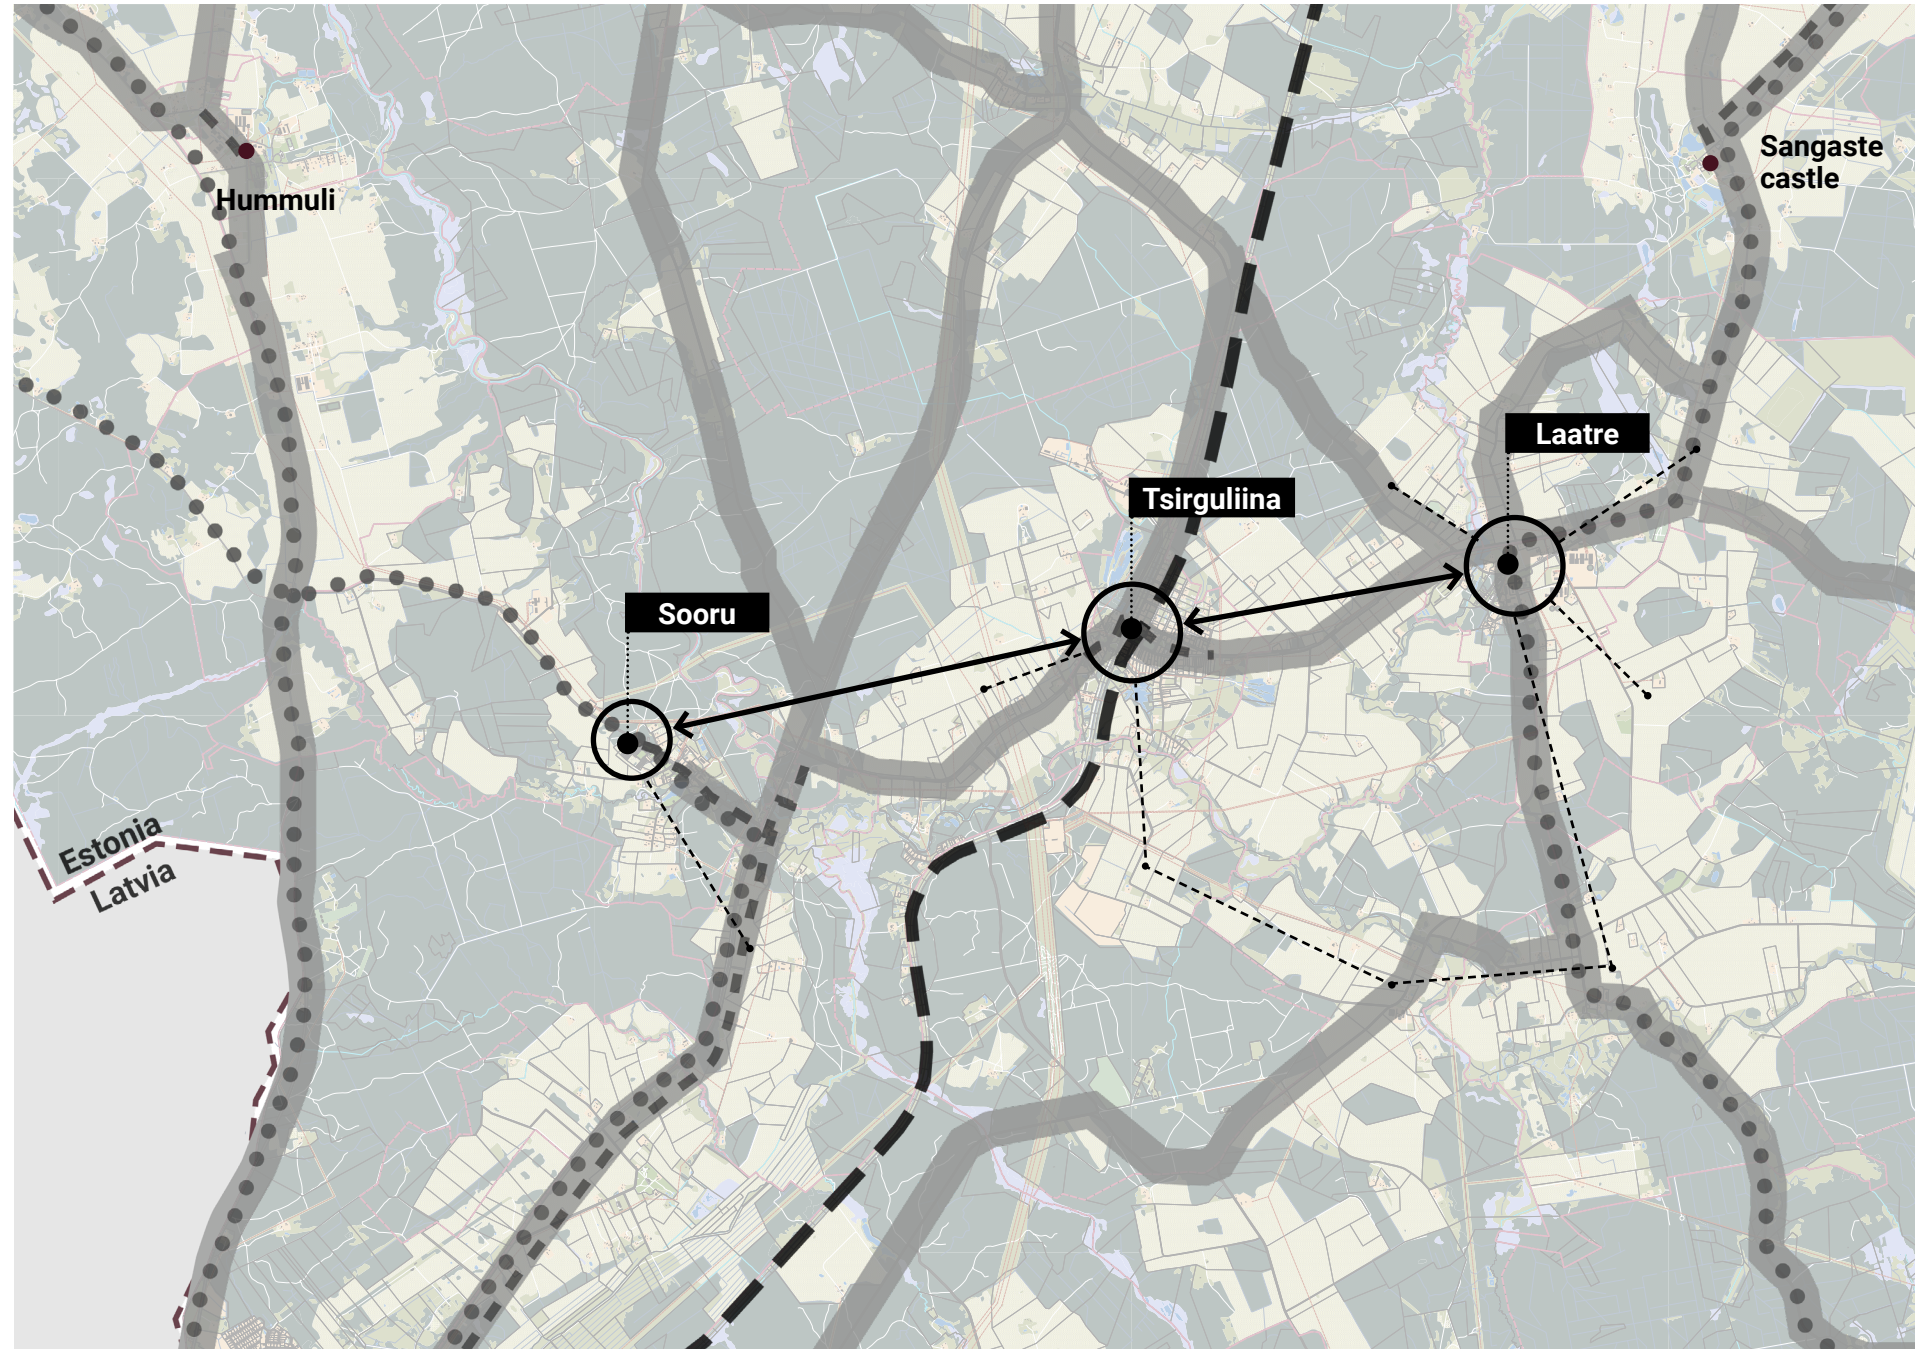 Sangaste
castle
Hummuli
Laatre
Tsirguliina
Sooru
Estonia
Latvia